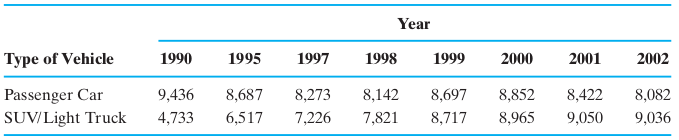 Year
Type of Vehicle 1990 1995 1997 1998 1999 2000 2001 2002
Passenger Car 9,436 8,687 8,273 8,142 8,697 8,852 8,422 8,082
SUV/Light Truck 4,733 6,517 7,226 7,821 8,717 8,965 9,050 9,036